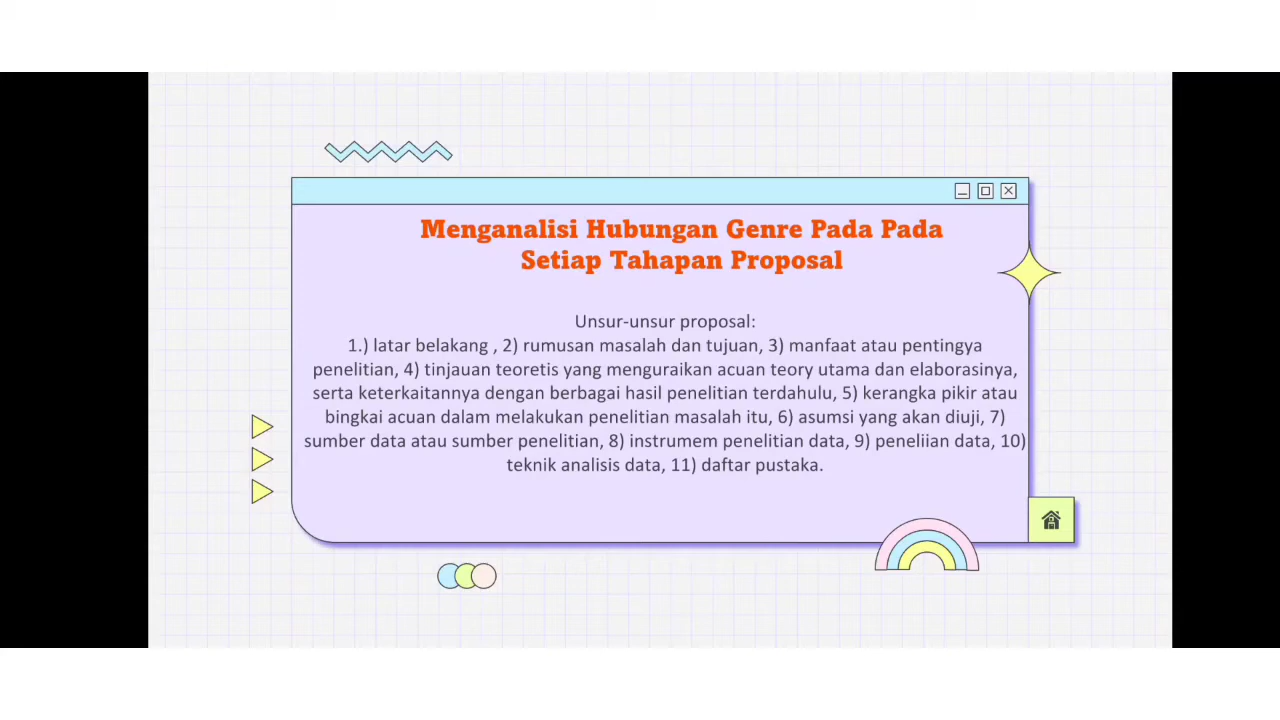 Menganalisi Hubungan Genre Pada Pada
Setiap Tahapan Proposal
Unsur-unsur proposal:
1.) latar belakang , 2) rumusan masalah dan tujuan, 3) manfaat atau pentingya
penelitian, 4) tinjauan teoretis yang menguraikan acuan teory utama dan elaborasinya,
serta keterkaitannya dengan berbagai hasil penelitian terdahulu, 5) kerangka pikir atau
bingkai acuan dalam melakukan penelitian masalah itu, 6) asumsi yang akan diuji, 7)
sumber data atau sumber penelitian, 8) instrumem penelitian data, 9) peneliian data, 10)
teknik analisis data, 11) daftar pustaka.